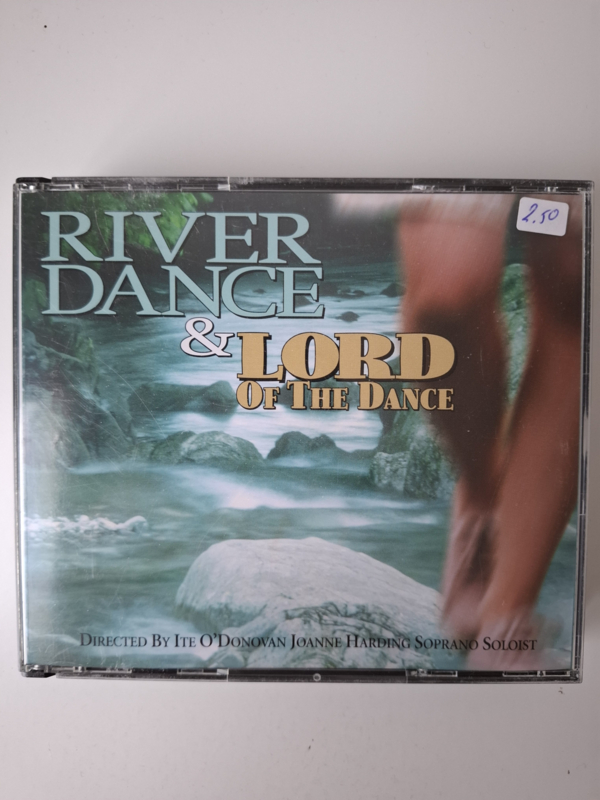 2.50
RIVER
DANCE
& LORD
OF THE DANCE
DIRECTED BY ITE O'DONOVAN JOANNE HARDING SOPRANO SOLOIST